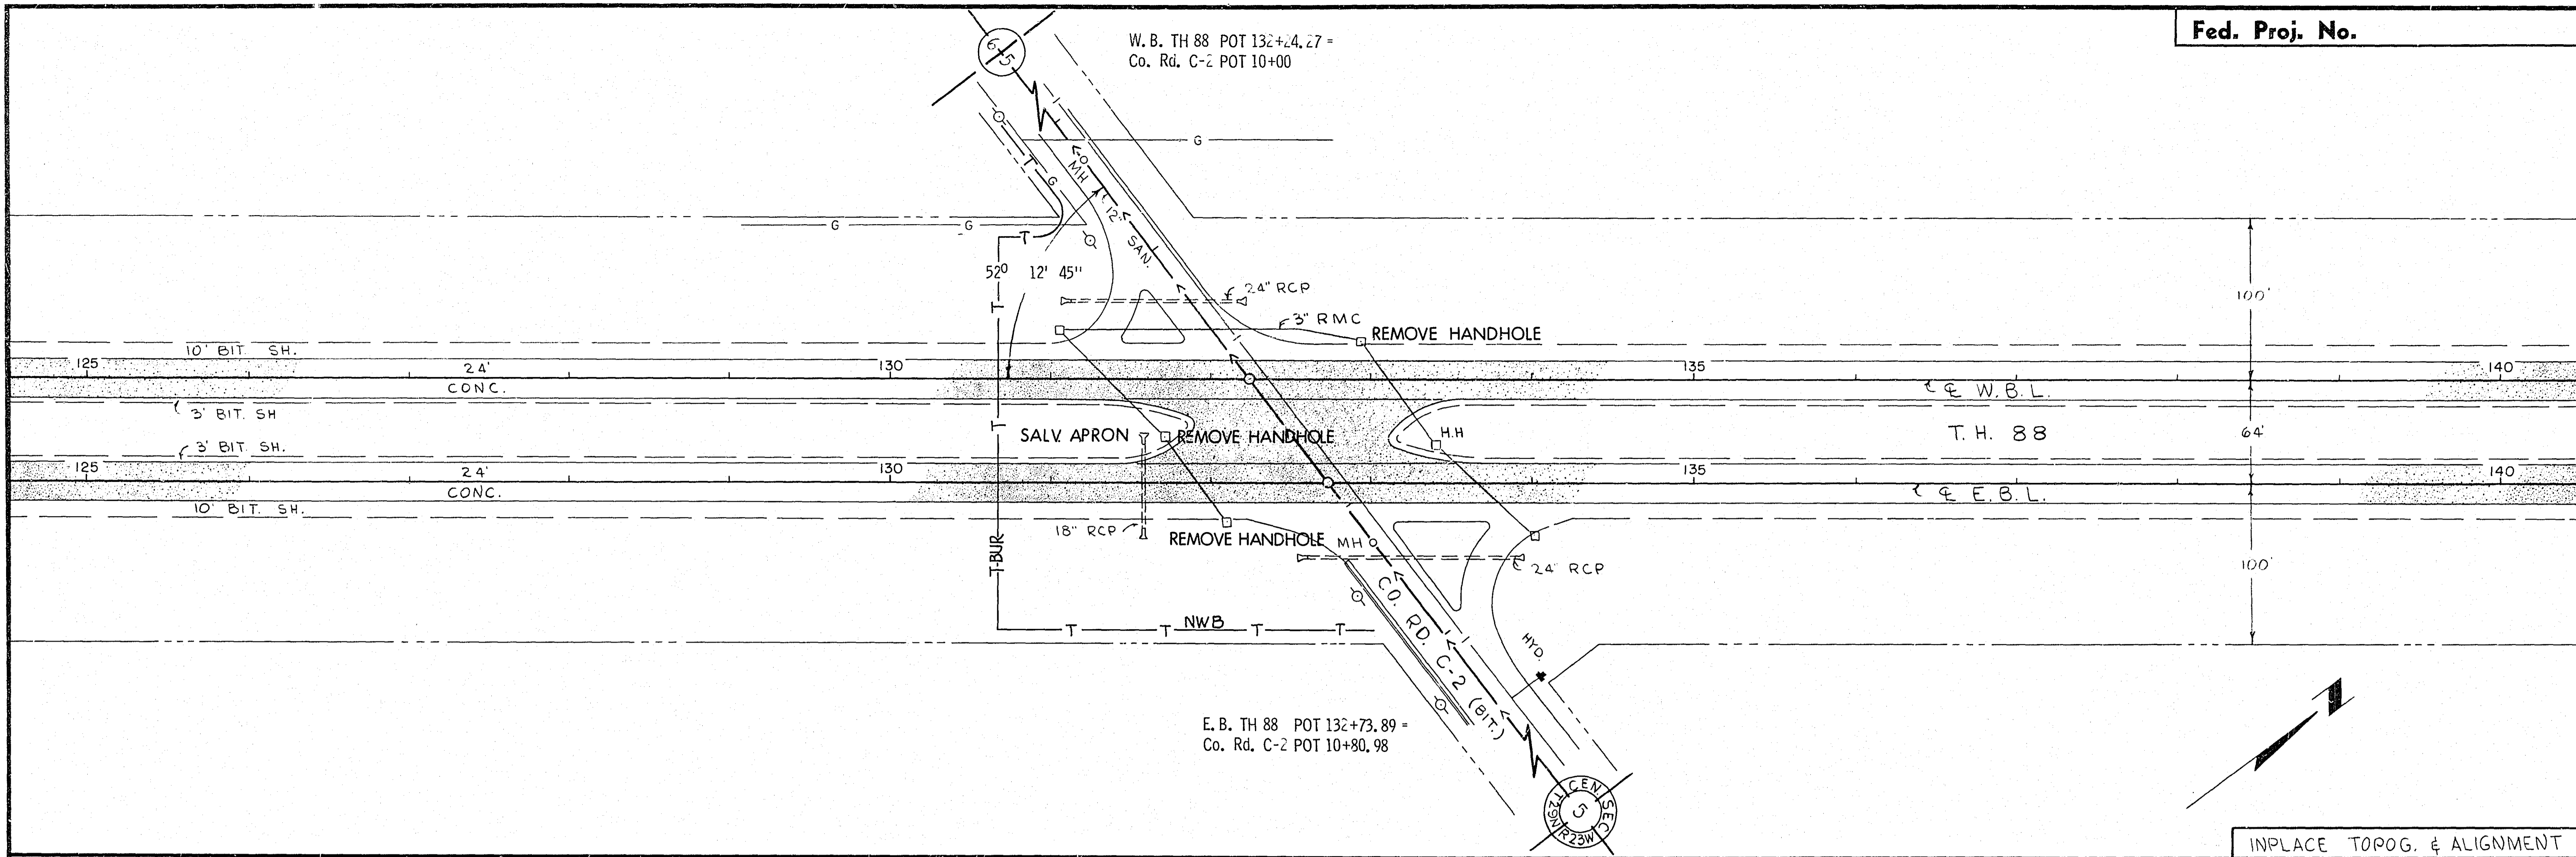 Fed. Proj. No.
W. B. TH 88 POT 132+24.27 =
Co. Rd. C-2 POT 10+00
6
5
G
T
G
MH
12"
SAN.
G
G
T
52° 12' 45"
T
24" RCP
3" RMC
REMOVE HANDHOLE
100'
10' BIT. SH.
125
24'
130
135
140
CONC.
℄ W.B.L.
3' BIT. SH
T
SALV. APRON
REMOVE HANDHOLE
H.H
T. H. 88
64'
3' BIT. SH.
125
24'
130
135
140
CONC.
℄ E.B.L.
10' BIT. SH.
18" RCP
REMOVE HANDHOLE
MH
T-BUR
24" RCP
100'
T
T
NWB
T
T
CO. RD. C-2 (BIT.)
HYD.
E. B. TH 88 POT 132+73.89 =
Co. Rd. C-2 POT 10+80.98
CEN. SEC
5
T29N R23W
INPLACE TOPOG. & ALIGNMENT